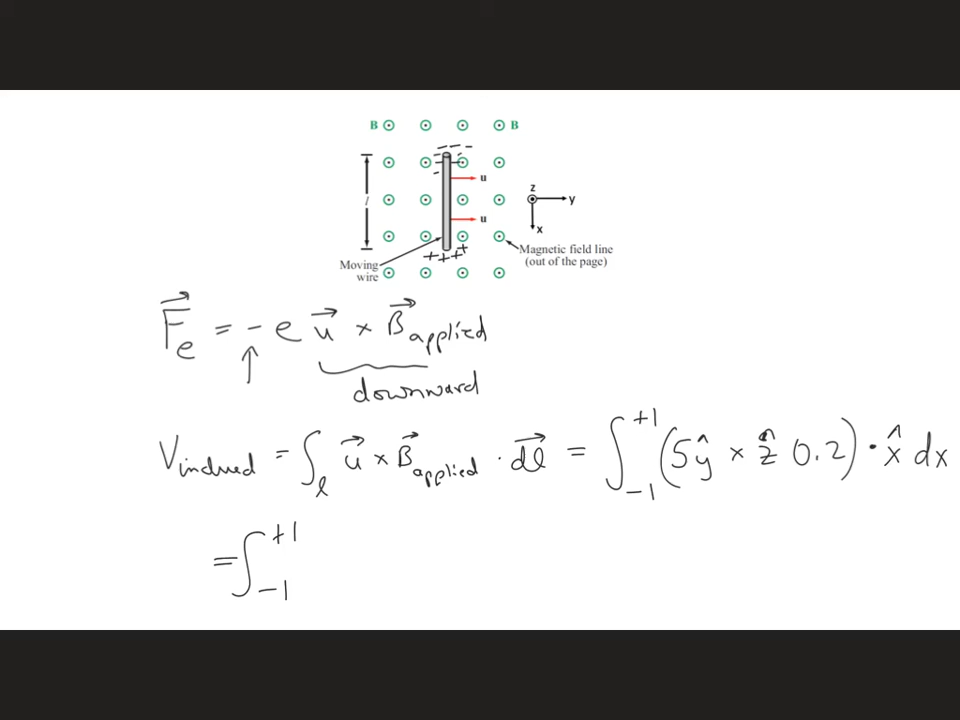 B ⊙ ⊙ ⊙ ⊙ B
u
z
l
y
u
x
Magnetic field line
(out of the page)
Moving
wire
F⃗e = - e u⃗ × B⃗applied
↑
downward
Vindued = ∫ℓ u⃗ × B⃗applied · dl⃗ = ∫₋₁⁺¹ (5ŷ × ẑ 0.2) · x̂ dx
= ∫₋₁⁺¹